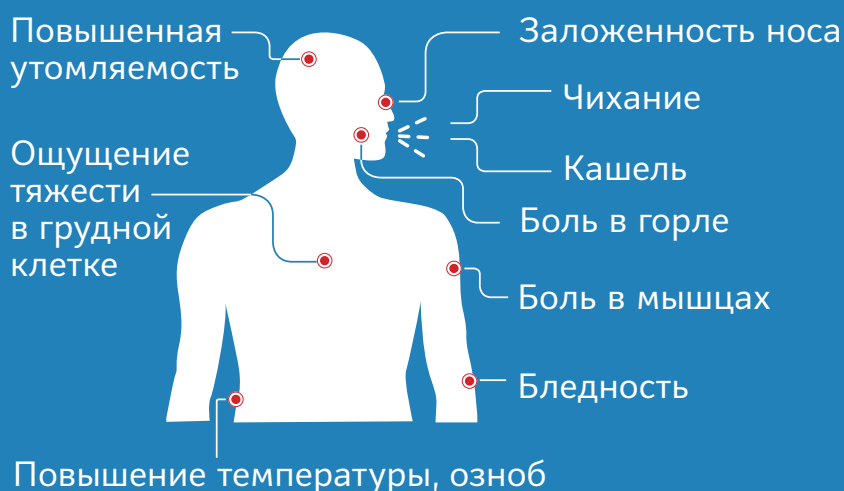 Повышенная
утомляемость
Ощущение
тяжести
в грудной
клетке
Заложенность носа
Чихание
Кашель
Боль в горле
Боль в мышцах
Бледность
Повышение температуры, озноб